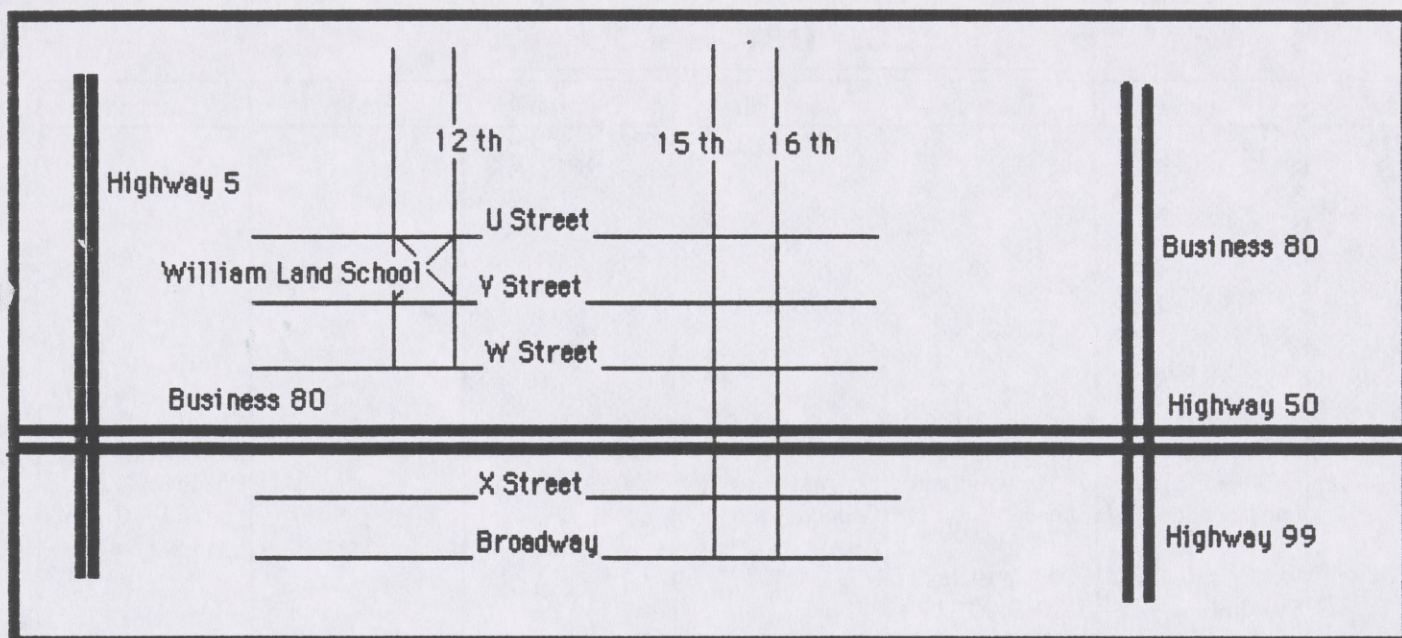 12 th
15 th
16 th
Highway 5
U Street
William Land School
Business 80
V Street
W Street
Business 80
Highway 50
X Street
Broadway
Highway 99